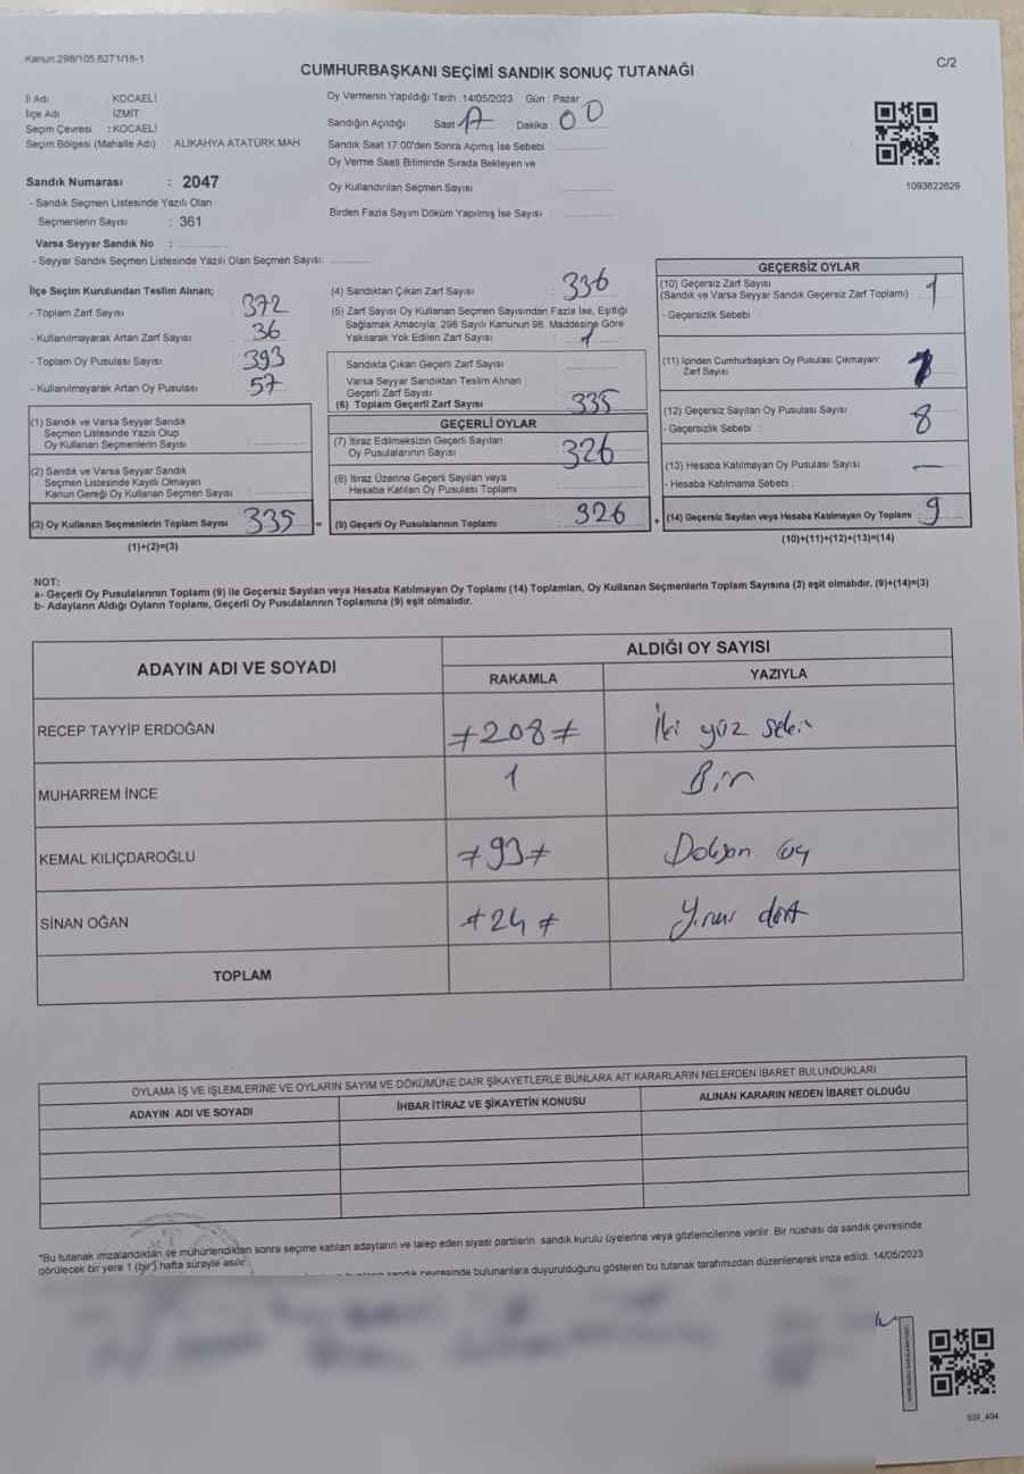 Kanun.298/105.6271/18-1
C/2
CUMHURBAŞKANI SEÇİMİ SANDIK SONUÇ TUTANAĞI
İl Adı KOCAELİ
İlçe Adı İZMİT
Seçim Çevresi : KOCAELİ
Seçim Bölgesi (Mahalle Adı) ALİKAHYA ATATÜRK MAH
Sandık Numarası : 2047
- Sandık Seçmen Listesinde Yazılı Olan
Seçmenlerin Sayısı : 361
Varsa Seyyar Sandık No :
- Seyyar Sandık Seçmen Listesinde Yazılı Olan Seçmen Sayısı:
Oy Vermenin Yapıldığı Tarih :14/05/2023 Gün : Pazar
Sandığın Açıldığı Saat 17 Dakika : 00
Sandık Saat 17.00'den Sonra Açmış İse Sebebi
Oy Verme Saati Bitiminde Sırada Bekleyen ve
Oy Kullandırılan Seçmen Sayısı
Birden Fazla Sayım Döküm Yapılmış İse Sayısı
1093622629
İlçe Seçim Kurulundan Teslim Alınan;
- Toplam Zarf Sayısı 372
- Kullanılmayarak Artan Zarf Sayısı 36
- Toplam Oy Pusulası Sayısı 393
- Kullanılmayarak Artan Oy Pusulası 57
(1) Sandık ve Varsa Seyyar Sandık
Seçmen Listesinde Yazılı Olup
Oy Kullanan Seçmenlerin Sayısı
(2) Sandık ve Varsa Seyyar Sandık
Seçmen Listesinde Kayıtlı Olmayan
Kanun Gereği Oy Kullanan Seçmen Sayısı
(3) Oy Kullanan Seçmenlerin Toplam Sayısı 335 =
(1)+(2)=(3)
(4) Sandıktan Çıkan Zarf Sayısı : 336
(5) Zarf Sayısı Oy Kullanan Seçmen Sayısından Fazla İse, Eşitliği
Sağlamak Amacıyla; 298 Sayılı Kanunun 98. Maddesine Göre
Yakılarak Yok Edilen Zarf Sayısı : 1
Sandıkta Çıkan Geçerli Zarf Sayısı
Varsa Seyyar Sandıktan Teslim Alınan
Geçerli Zarf Sayısı
(6) Toplam Geçerli Zarf Sayısı 335
GEÇERLİ OYLAR
(7) İtiraz Edilmeksizin Geçerli Sayılan
Oy Pusulalarının Sayısı 326
(8) İtiraz Üzerine Geçerli Sayılan veya
Hesaba Katılan Oy Pusulası Toplamı
(9) Geçerli Oy Pusulalarının Toplamı 326 +
GEÇERSİZ OYLAR
(10) Geçersiz Zarf Sayısı 1
(Sandık ve Varsa Seyyar Sandık Geçersiz Zarf Toplamı)
- Geçersizlik Sebebi :
(11) İçinden Cumhurbaşkanı Oy Pusulası Çıkmayan
Zarf Sayısı
(12) Geçersiz Sayılan Oy Pusulası Sayısı 8
- Geçersizlik Sebebi :
(13) Hesaba Katılmayan Oy Pusulası Sayısı : —
- Hesaba Katılmama Sebebi :
(14) Geçersiz Sayılan veya Hesaba Katılmayan Oy Toplamı : 9
(10)+(11)+(12)+(13)=(14)
NOT:
a- Geçerli Oy Pusulalarının Toplamı (9) ile Geçersiz Sayılan veya Hesaba Katılmayan Oy Toplamı (14) Toplamları, Oy Kullanan Seçmenlerin Toplam Sayısına (3) eşit olmalıdır. (9)+(14)=(3)
b- Adayların Aldığı Oyların Toplamı, Geçerli Oy Pusulalarının Toplamına (9) eşit olmalıdır.
ADAYIN ADI VE SOYADI ALDIĞI OY SAYISI
RAKAMLA YAZIYLA
RECEP TAYYİP ERDOĞAN ≠208≠ İki yüz sekiz
MUHARREM İNCE 1 Bir
KEMAL KILIÇDAROĞLU ≠93≠ Doksan üç
SİNAN OĞAN ≠24≠ Yirmi dört
TOPLAM
OYLAMA İŞ VE İŞLEMLERİNE VE OYLARIN SAYIM VE DÖKÜMÜNE DAİR ŞİKAYETLERLE BUNLARA AİT KARARLARIN NELERDEN İBARET BULUNDUKLARI
ADAYIN ADI VE SOYADI İHBAR İTİRAZ VE ŞİKAYETİN KONUSU ALINAN KARARIN NEDEN İBARET OLDUĞU
*Bu tutanak imzalandıktan ve mühürlendikten sonra seçime katılan adayların ve talep eden siyasi partilerin sandık kurulu üyelerine veya gözlemcilerine verilir. Bir nüshası da sandık çevresinde
görülecek bir yere 1 (bir) hafta süreyle asılır.
sandık çevresinde bulunanlara duyurulduğunu gösteren bu tutanak tarafımızdan düzenlenerek imza edildi. 14/05/2023
SSI_404